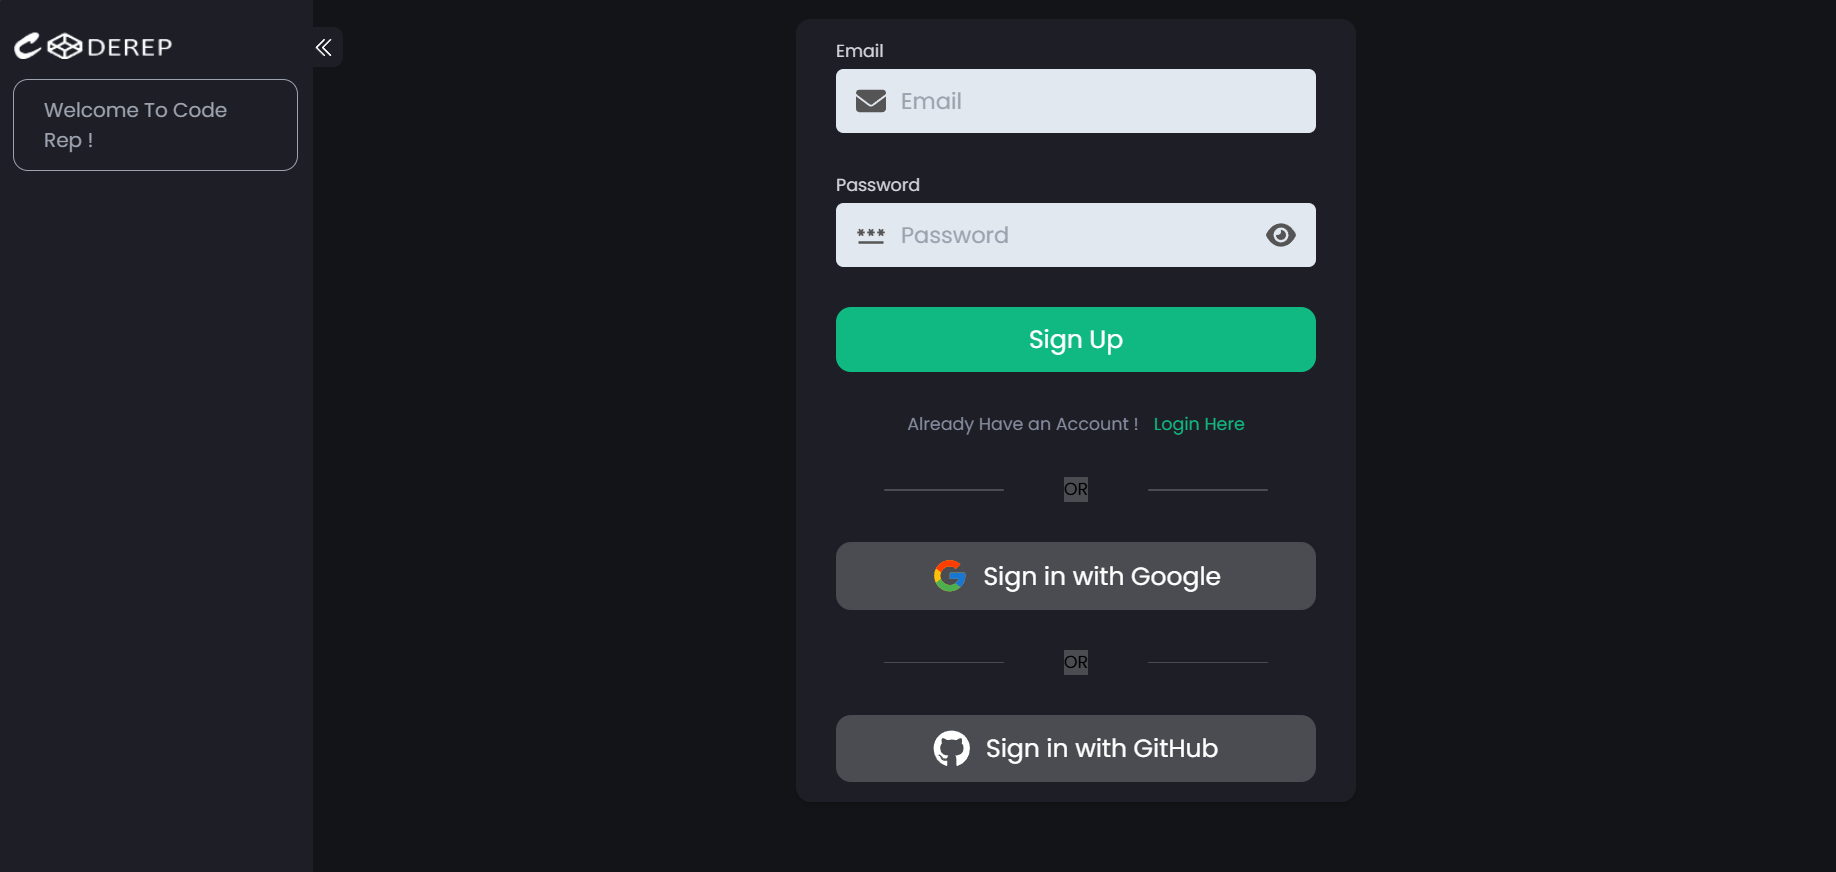 CODEREP
Welcome To Code
Rep !
Email
Email
Password
***
Password
Sign Up
Already Have an Account ! Login Here
OR
Sign in with Google
OR
Sign in with GitHub